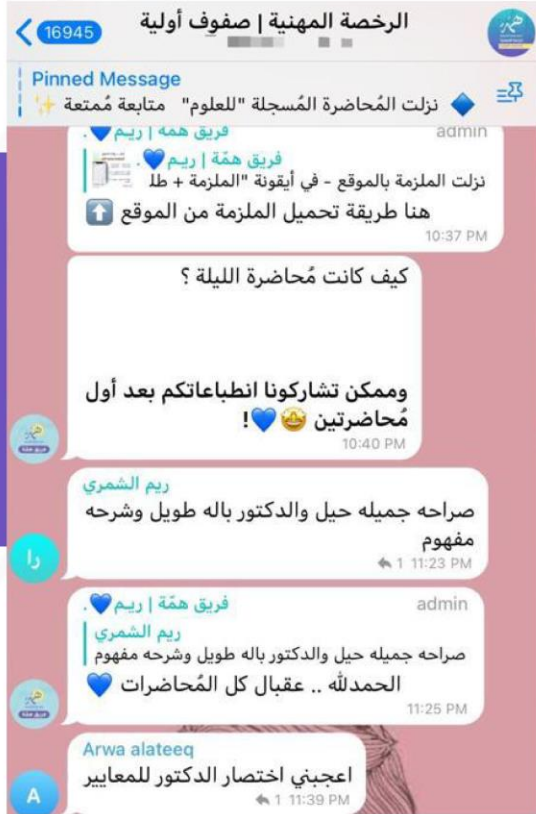 16945
الرخصة المهنية | صفوف أولية
Pinned Message
🔷 نزلت المُحاضرة المُسجلة "للعلوم" متابعة مُمتعة ✨
فريق همّة | ريم💙.
admin
فريق همّة | ريم💙.
نزلت الملزمة بالموقع - في أيقونة "الملزمة + طلـ
هنا طريقة تحميل الملزمة من الموقع ⬆️
10:37 PM
كيف كانت مُحاضرة الليلة ؟
وممكن تشاركونا انطباعاتكم بعد أول
مُحاضرتين 🤩💙!
10:40 PM
ريم الشمري
صراحه جميله حيل والدكتور باله طويل وشرحه
مفهوم
1 11:23 PM
را
فريق همّة | ريم💙.
admin
ريم الشمري
صراحه جميله حيل والدكتور باله طويل وشرحه مفهوم
الحمدلله .. عقبال كل المُحاضرات 💙
11:25 PM
Arwa alateeq
اعجبني اختصار الدكتور للمعايير
1 11:39 PM
A